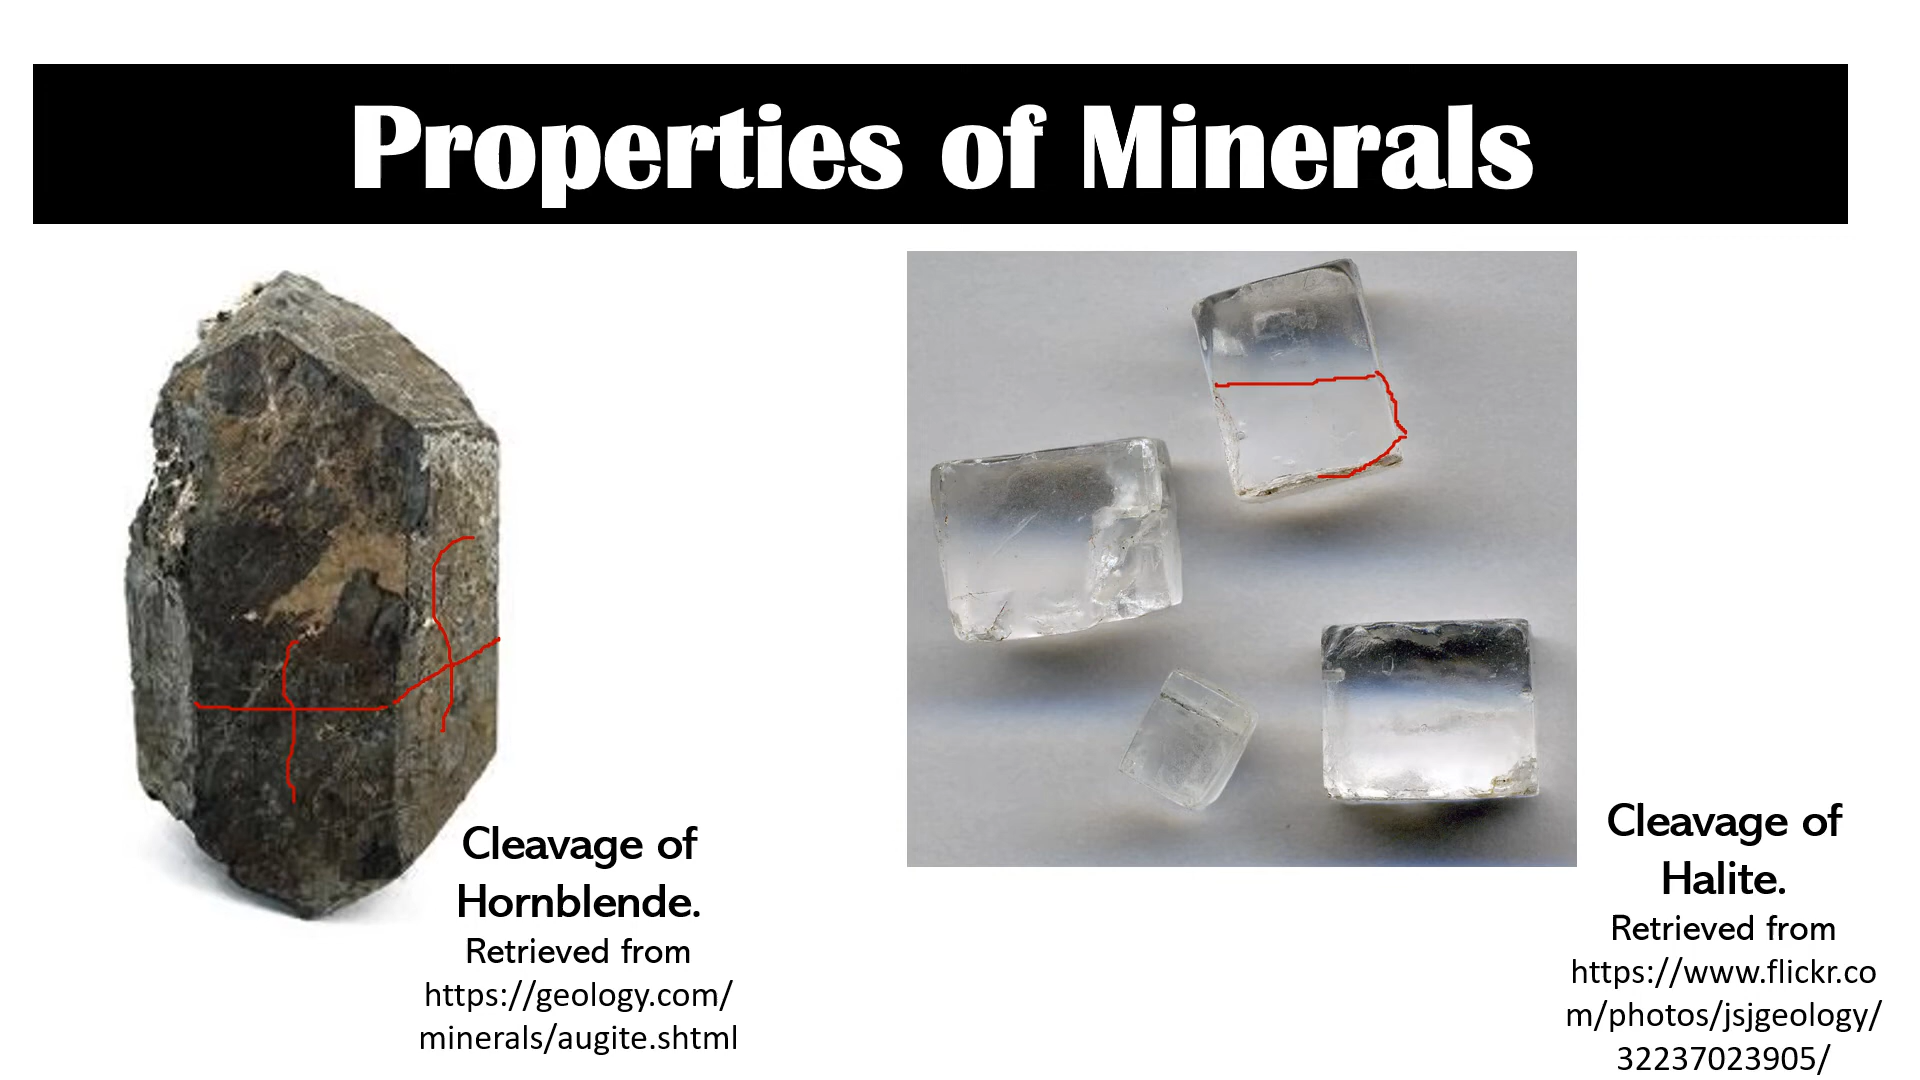 Properties of Minerals
Cleavage of
Hornblende.
Retrieved from
https://geology.com/
minerals/augite.shtml
Cleavage of
Halite.
Retrieved from
https://www.flickr.co
m/photos/jsjgeology/
32237023905/